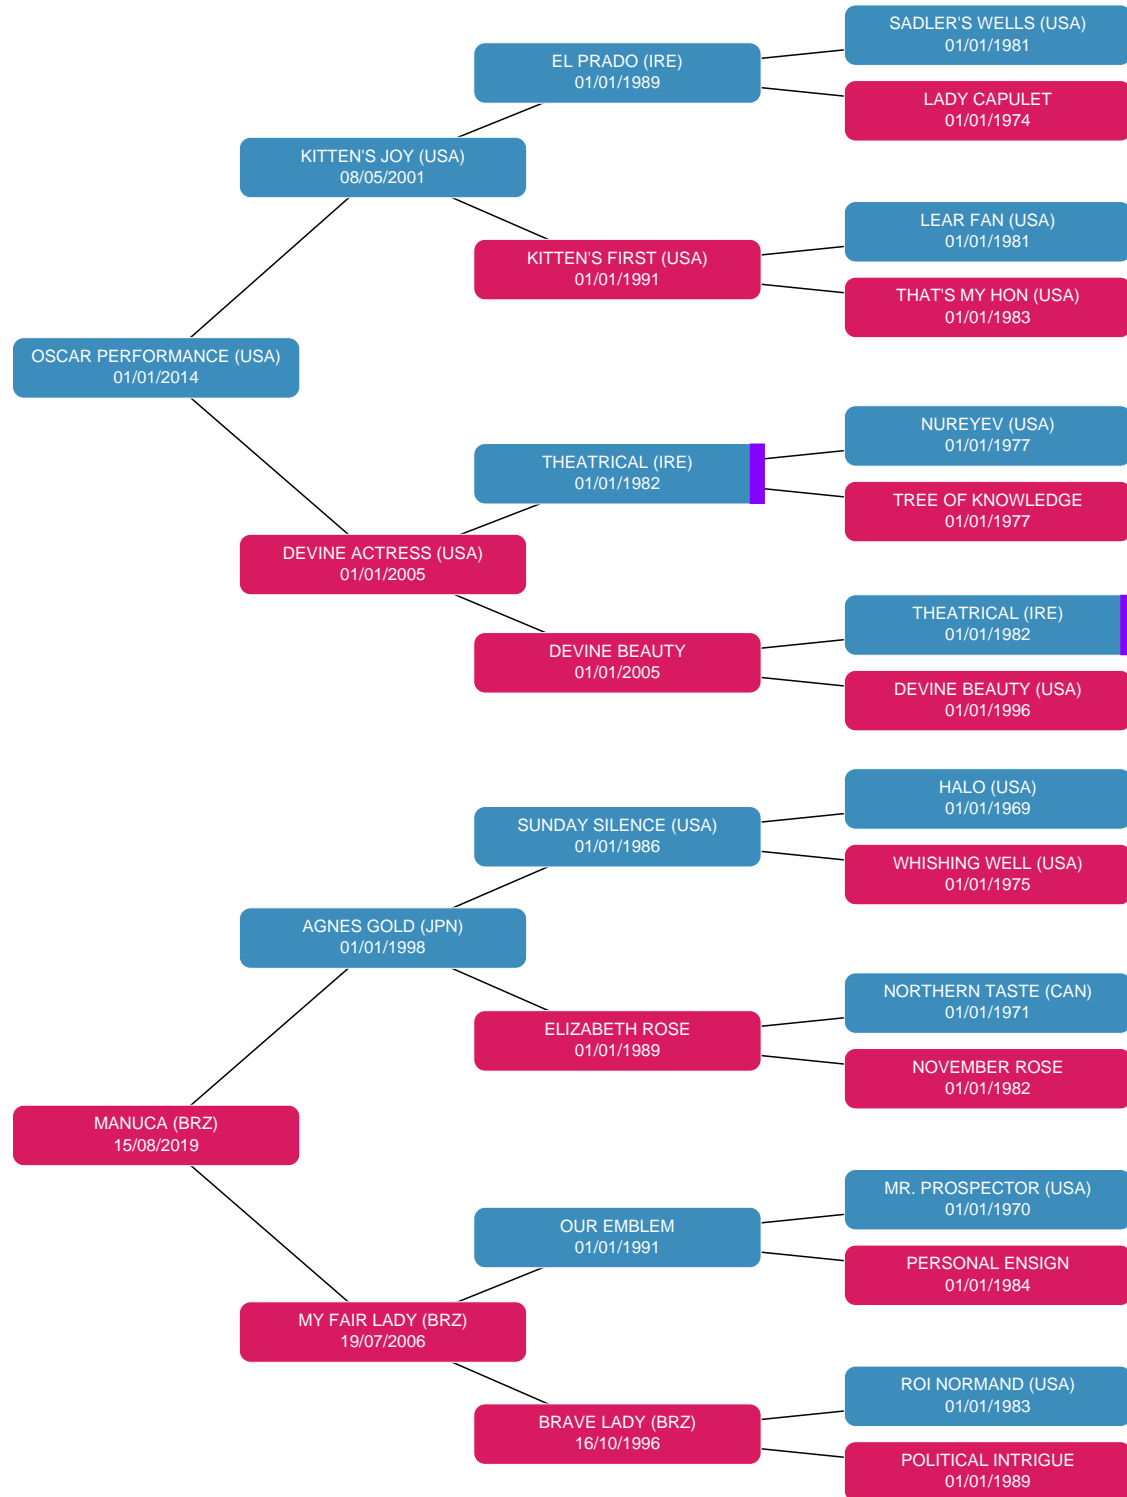 SADLER'S WELLS (USA)
01/01/1981
EL PRADO (IRE)
01/01/1989
LADY CAPULET
01/01/1974
KITTEN'S JOY (USA)
08/05/2001
LEAR FAN (USA)
01/01/1981
KITTEN'S FIRST (USA)
01/01/1991
THAT'S MY HON (USA)
01/01/1983
OSCAR PERFORMANCE (USA)
01/01/2014
NUREYEV (USA)
01/01/1977
THEATRICAL (IRE)
01/01/1982
TREE OF KNOWLEDGE
01/01/1977
DEVINE ACTRESS (USA)
01/01/2005
THEATRICAL (IRE)
01/01/1982
DEVINE BEAUTY
01/01/2005
DEVINE BEAUTY (USA)
01/01/1996
HALO (USA)
01/01/1969
SUNDAY SILENCE (USA)
01/01/1986
WHISHING WELL (USA)
01/01/1975
AGNES GOLD (JPN)
01/01/1998
NORTHERN TASTE (CAN)
01/01/1971
ELIZABETH ROSE
01/01/1989
NOVEMBER ROSE
01/01/1982
MANUCA (BRZ)
15/08/2019
MR. PROSPECTOR (USA)
01/01/1970
OUR EMBLEM
01/01/1991
PERSONAL ENSIGN
01/01/1984
MY FAIR LADY (BRZ)
19/07/2006
ROI NORMAND (USA)
01/01/1983
BRAVE LADY (BRZ)
16/10/1996
POLITICAL INTRIGUE
01/01/1989